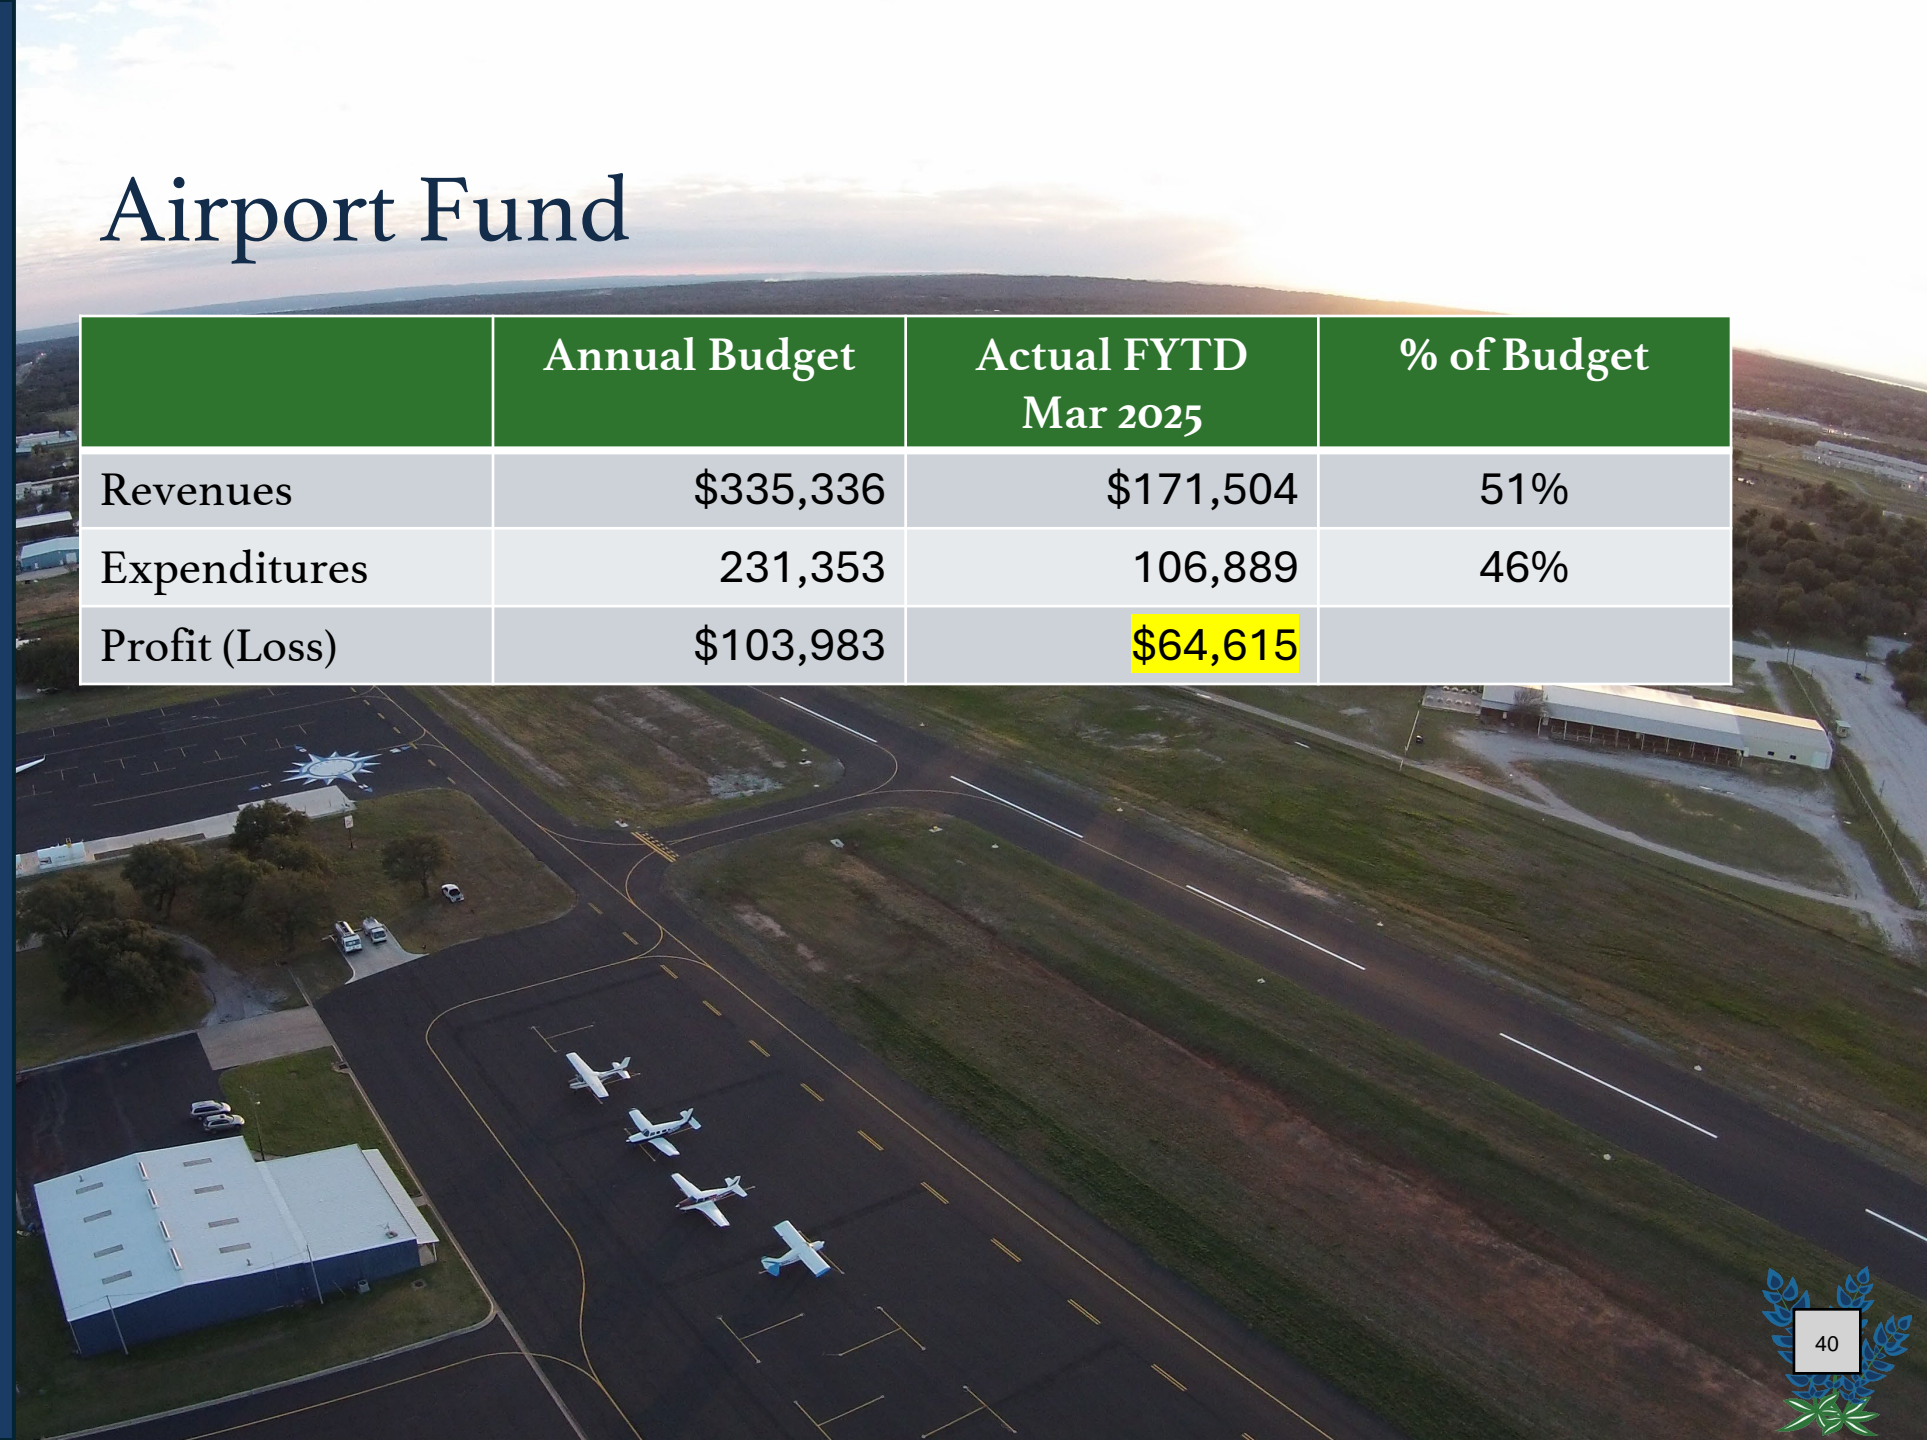 Airport Fund
Annual Budget Actual FYTD Mar 2025 % of Budget
Revenues $335,336 $171,504 51%
Expenditures 231,353 106,889 46%
Profit (Loss) $103,983 $64,615
40